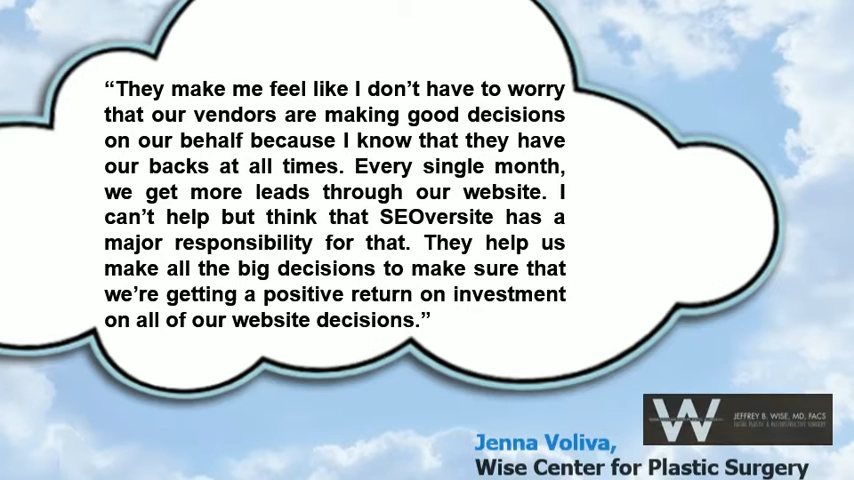 “They make me feel like I don’t have to worry
that our vendors are making good decisions
on our behalf because I know that they have
our backs at all times. Every single month,
we get more leads through our website. I
can’t help but think that SEOversite has a
major responsibility for that. They help us
make all the big decisions to make sure that
we’re getting a positive return on investment
on all of our website decisions.”
W
JEFFREY B. WISE, MD, FACS
FACIAL PLASTIC & RECONSTRUCTIVE SURGERY
Jenna Voliva,
Wise Center for Plastic Surgery